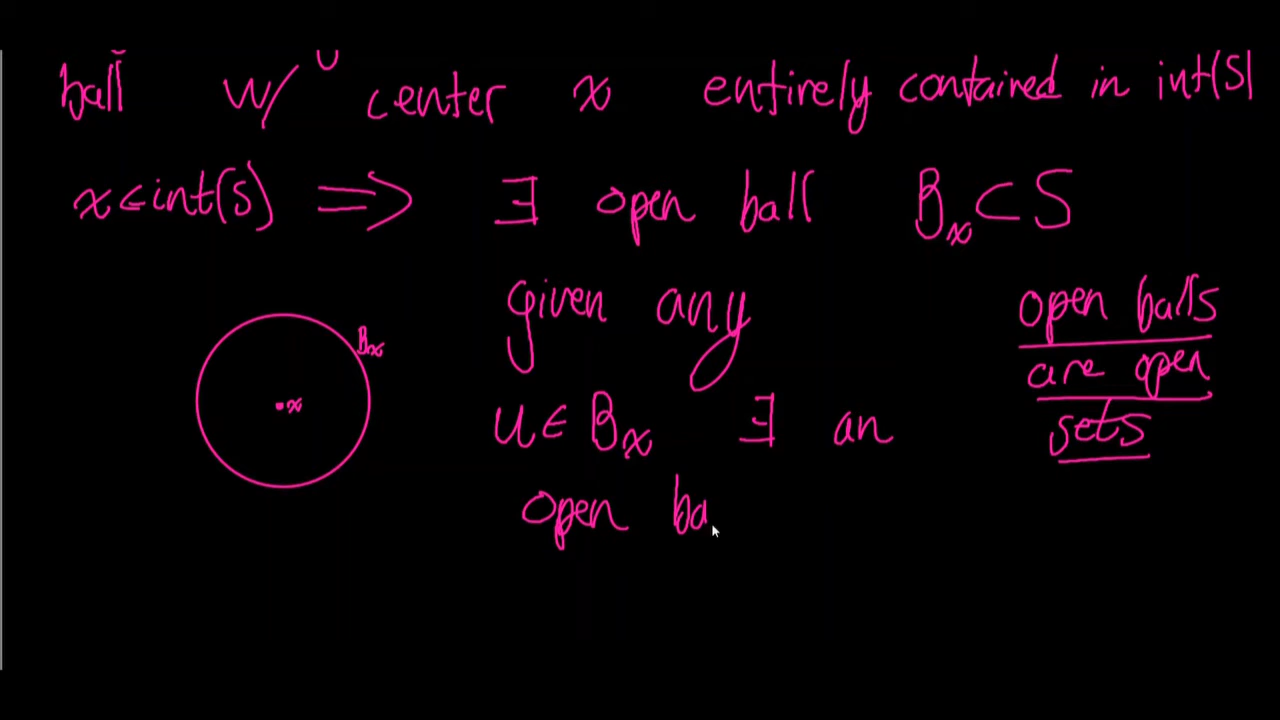 ball w/ center x entirely contained in int(S)
x ∈ int(S) ⟹ ∃ open ball Bₓ ⊂ S
given any
u ∈ Bₓ ∃ an
open ba
open balls
are open
sets
Bₓ
x